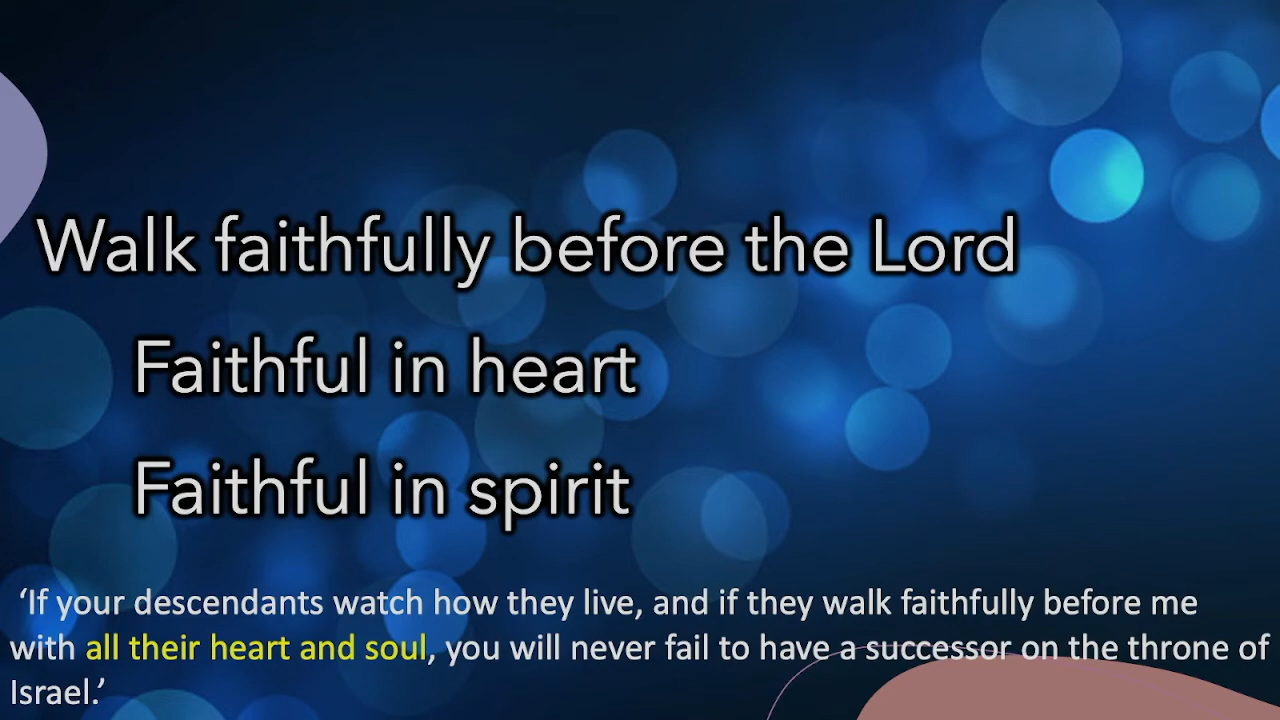 Walk faithfully before the Lord
Faithful in heart
Faithful in spirit
‘If your descendants watch how they live, and if they walk faithfully before me
with all their heart and soul, you will never fail to have a successor on the throne of
Israel.’